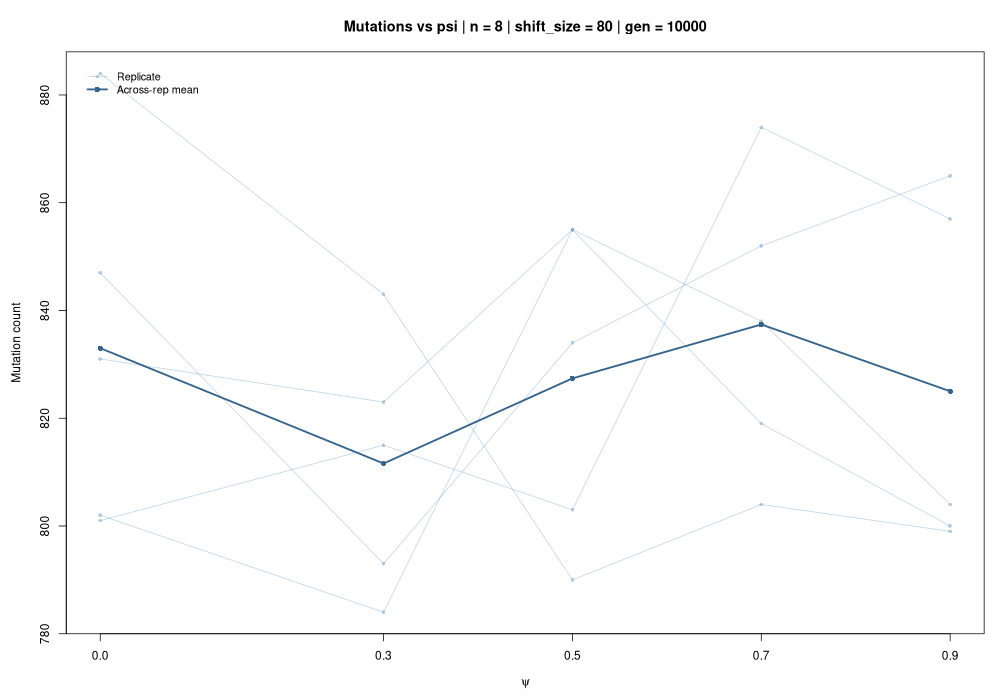 Mutations vs psi | n = 8 | shift_size = 80 | gen = 10000
Replicate
Across-rep mean
880
860
840
820
800
780
Mutation count
0.0 0.3 0.5 0.7 0.9
ψ